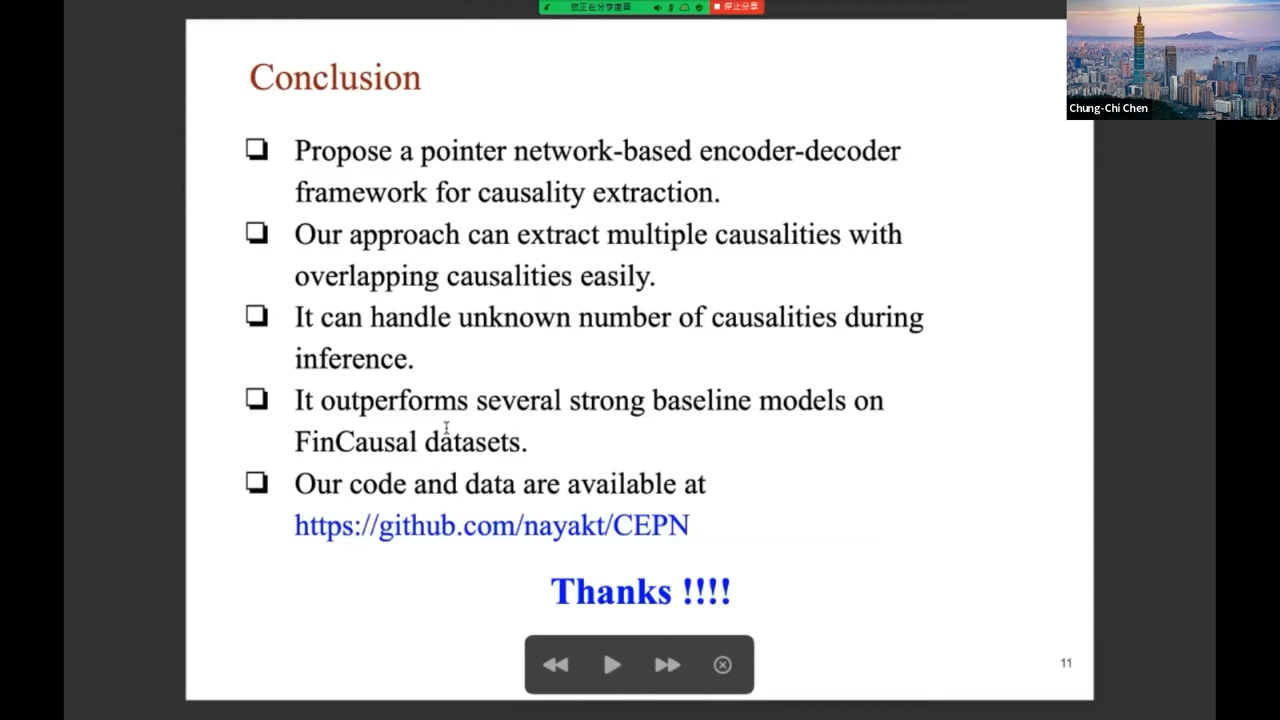 您正在分享畫面
停止分享
Chung-Chi Chen
Conclusion
Propose a pointer network-based encoder-decoder
framework for causality extraction.
Our approach can extract multiple causalities with
overlapping causalities easily.
It can handle unknown number of causalities during
inference.
It outperforms several strong baseline models on
FinCausal datasets.
Our code and data are available at
https://github.com/nayakt/CEPN
Thanks !!!!
11